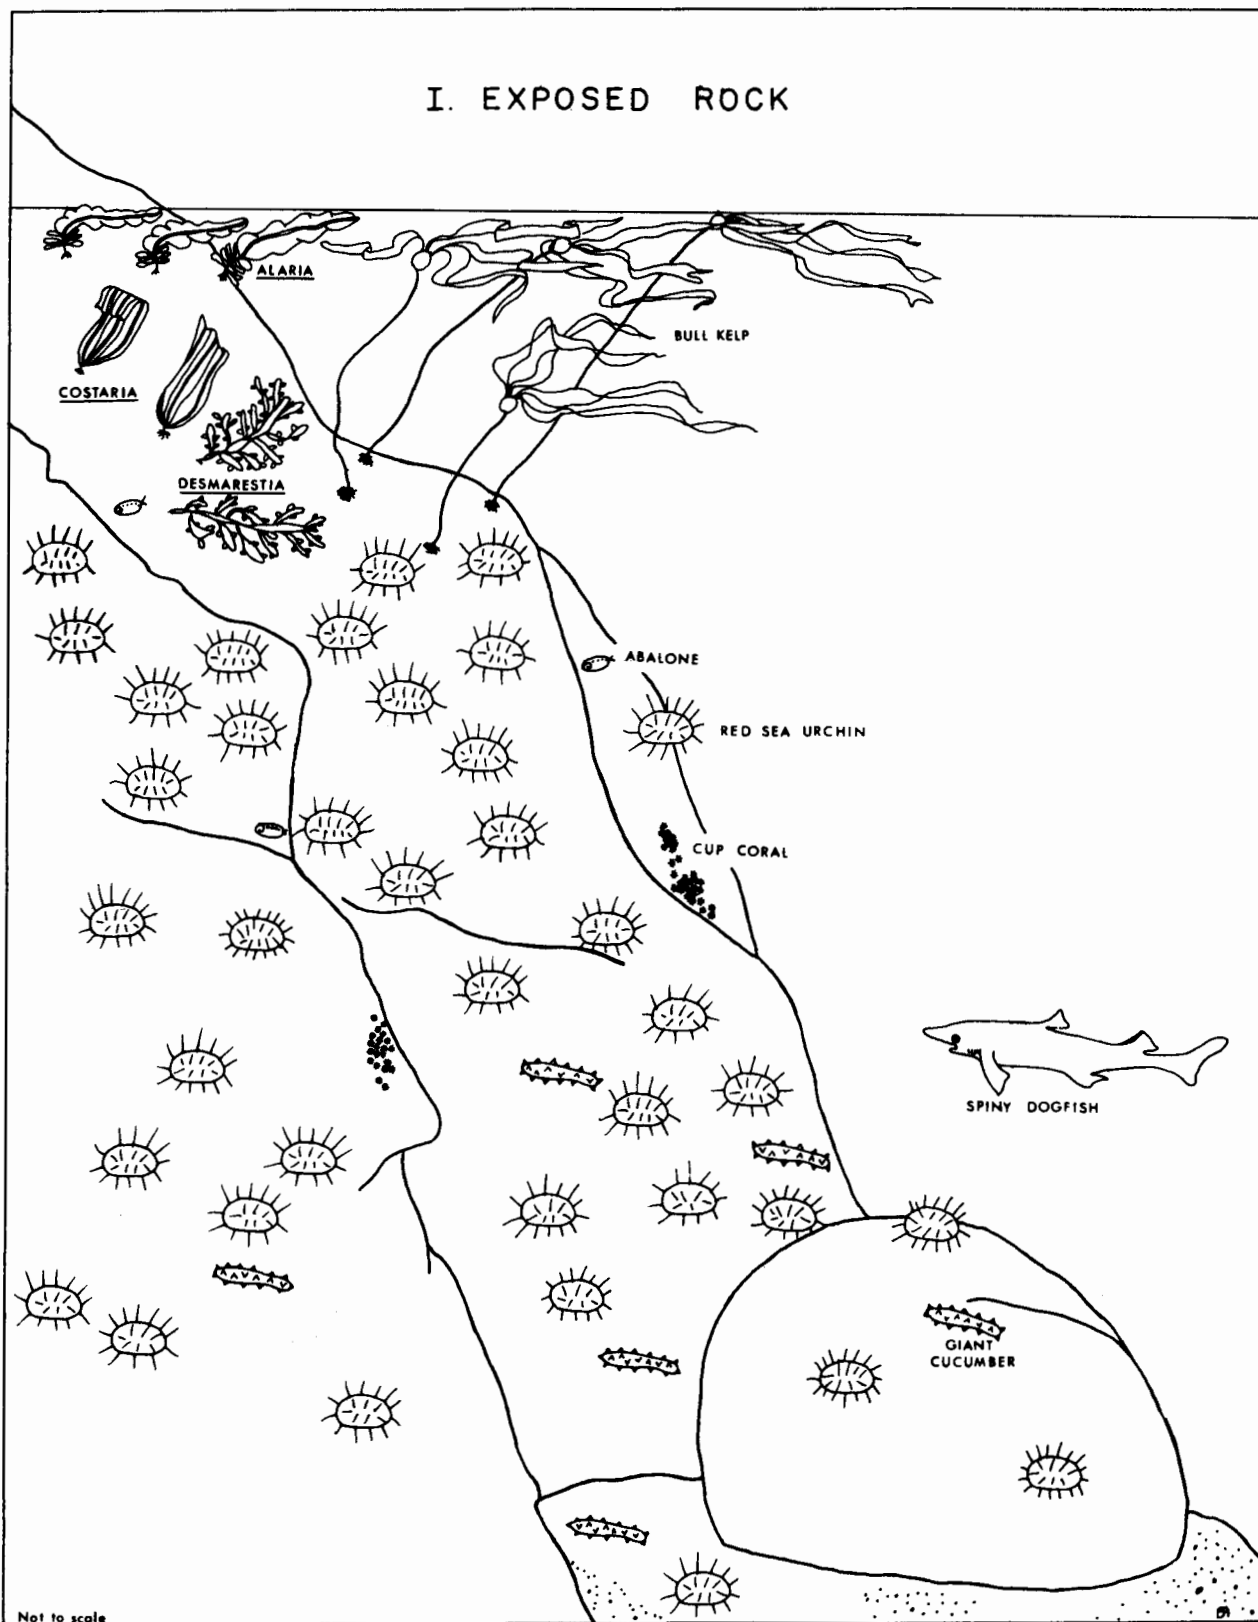 I. EXPOSED ROCK
ALARIA
BULL KELP
COSTARIA
DESMARESTIA
ABALONE
RED SEA URCHIN
CUP CORAL
SPINY DOGFISH
GIANT
CUCUMBER
Not to scale